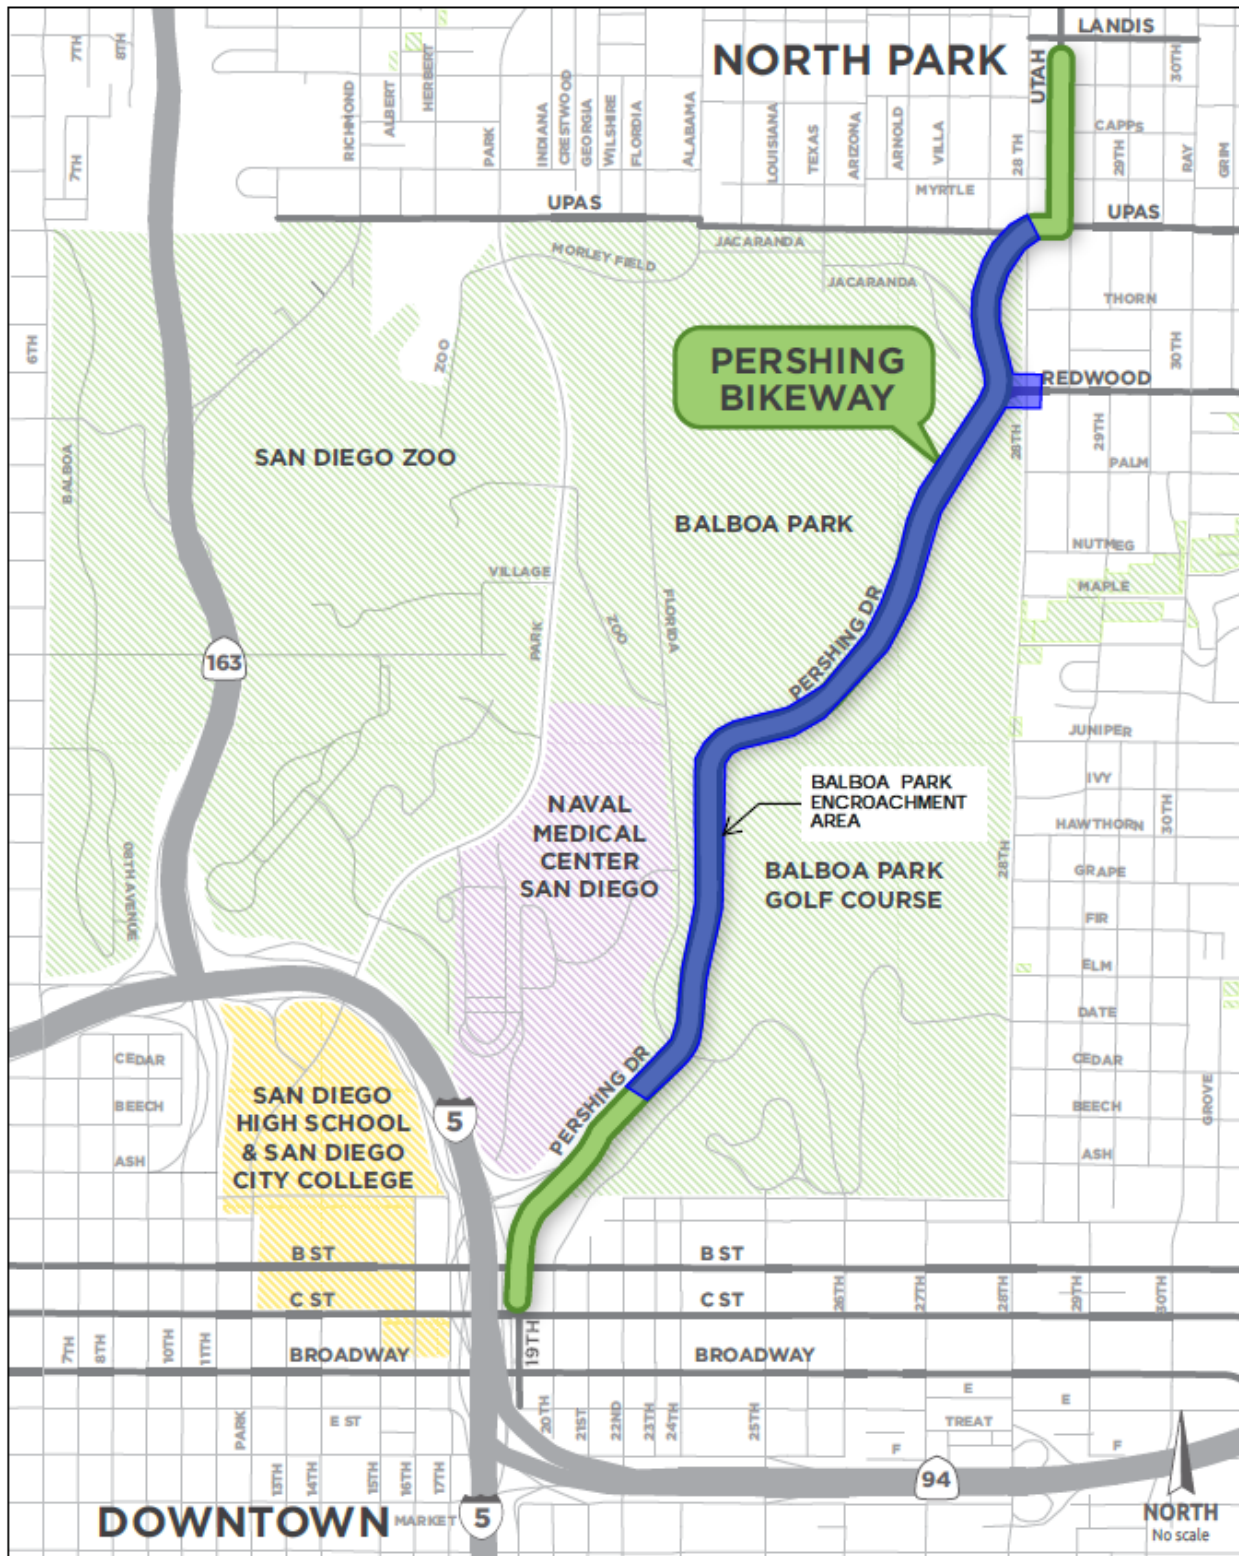 LANDIS
NORTH PARK
7TH
8TH
HERBERT
ALBERT
RICHMOND
PARK
INDIANA
CRESTWOOD
GEORGIA
WILSHIRE
FLORDIA
ALABAMA
LOUISIANA
TEXAS
ARIZONA
ARNOLD
VILLA
28 TH
UTAH
30TH
CAPPS
29TH
RAY
GRIM
7TH
MYRTLE
UPAS
UPAS
JACARANDA
MORLEY FIELD
JACARANDA
THORN
6TH
ZOO
30TH
PERSHING
BIKEWAY
REDWOOD
28TH
29TH
PALM
BALBOA
SAN DIEGO ZOO
BALBOA PARK
NUTMEG
VILLAGE
MAPLE
PARK
ZOO
FLORIDA
PERSHING DR
163
JUNIPER
IVY
BALBOA PARK
ENCROACHMENT
AREA
NAVAL
MEDICAL
CENTER
SAN DIEGO
HAWTHORN
30TH
28TH
BALBOA PARK
GOLF COURSE
GRAPE
08TH AVENUE
FIR
ELM
DATE
CEDAR
CEDAR
PERSHING DR
BEECH
BEECH
GROVE
SAN DIEGO
HIGH SCHOOL
& SAN DIEGO
CITY COLLEGE
5
ASH
ASH
B ST
B ST
C ST
C ST
26TH
27TH
28TH
29TH
30TH
7TH
8TH
10TH
11TH
BROADWAY
19TH
BROADWAY
PARK
E ST
20TH
21ST
22ND
23TH
24TH
25TH
E
E
TREAT
F
F
13TH
14TH
15TH
16TH
17TH
94
DOWNTOWN
MARKET
5
NORTH
No scale